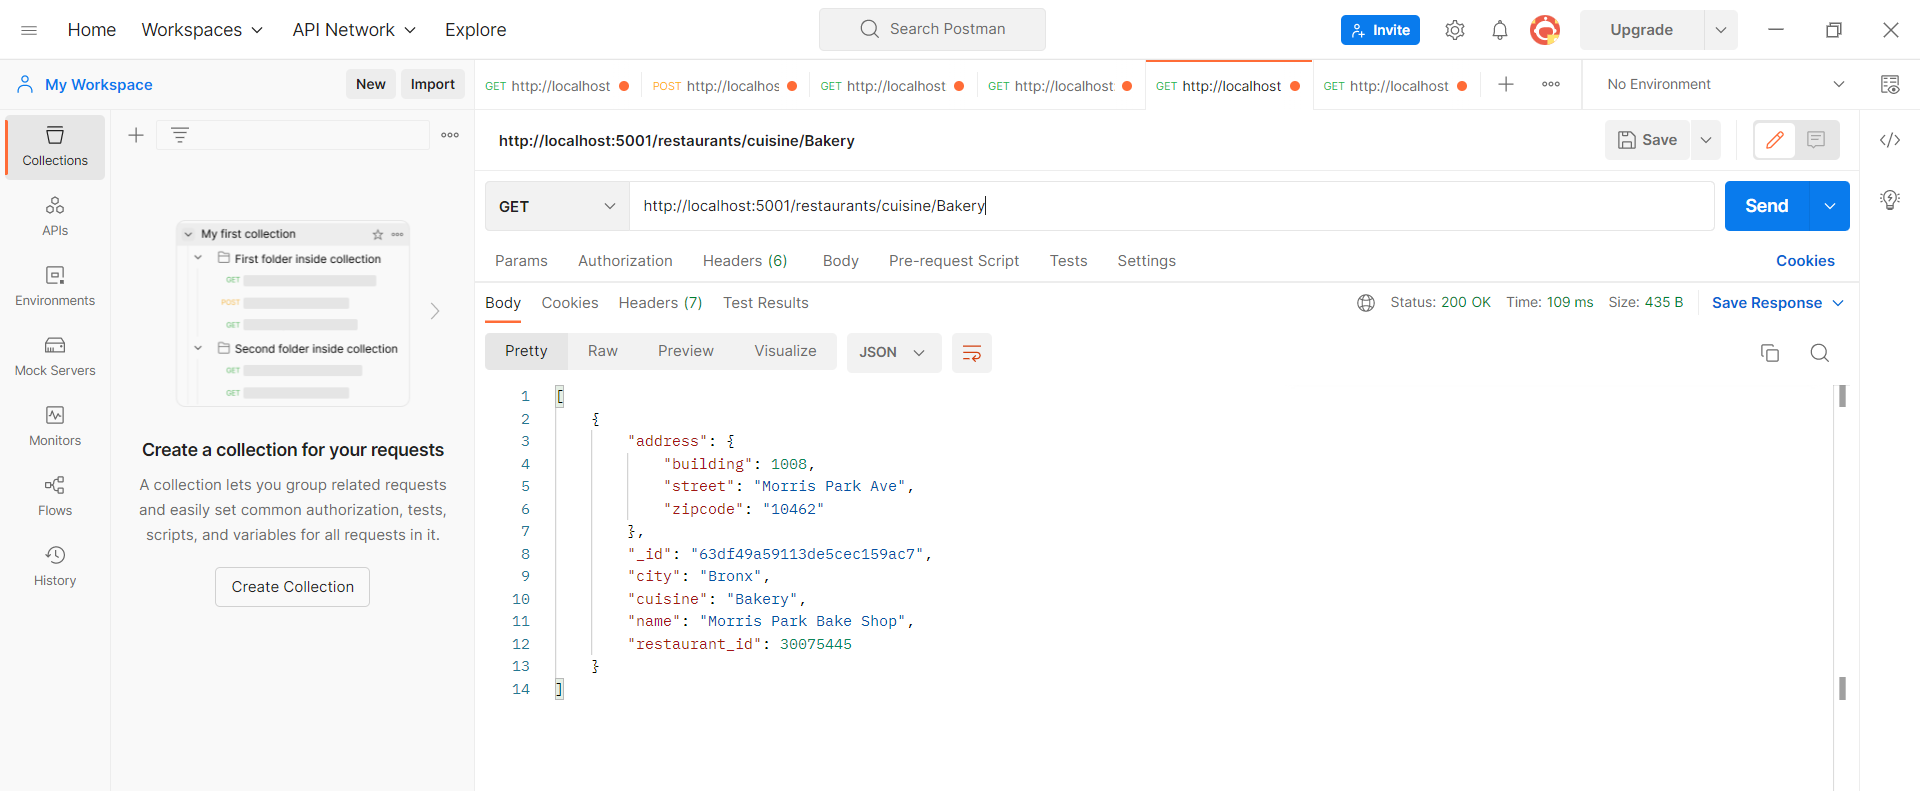 Home Workspaces API Network Explore Search Postman Invite Upgrade
My Workspace New Import
GET http://localhost POST http://localhos GET http://localhost GET http://localhost: GET http://localhost GET http://localhost No Environment
Collections
APIs
Environments
Mock Servers
Monitors
Flows
History
My first collection
First folder inside collection
GET
POST
GET
Second folder inside collection
GET
GET
Create a collection for your requests
A collection lets you group related requests
and easily set common authorization, tests,
scripts, and variables for all requests in it.
Create Collection
http://localhost:5001/restaurants/cuisine/Bakery Save
GET http://localhost:5001/restaurants/cuisine/Bakery Send
Params Authorization Headers (6) Body Pre-request Script Tests Settings Cookies
Body Cookies Headers (7) Test Results Status: 200 OK Time: 109 ms Size: 435 B Save Response
Pretty Raw Preview Visualize JSON
1 [
2 {
3 "address": {
4 "building": 1008,
5 "street": "Morris Park Ave",
6 "zipcode": "10462"
7 },
8 "_id": "63df49a59113de5cec159ac7",
9 "city": "Bronx",
10 "cuisine": "Bakery",
11 "name": "Morris Park Bake Shop",
12 "restaurant_id": 30075445
13 }
14 ]